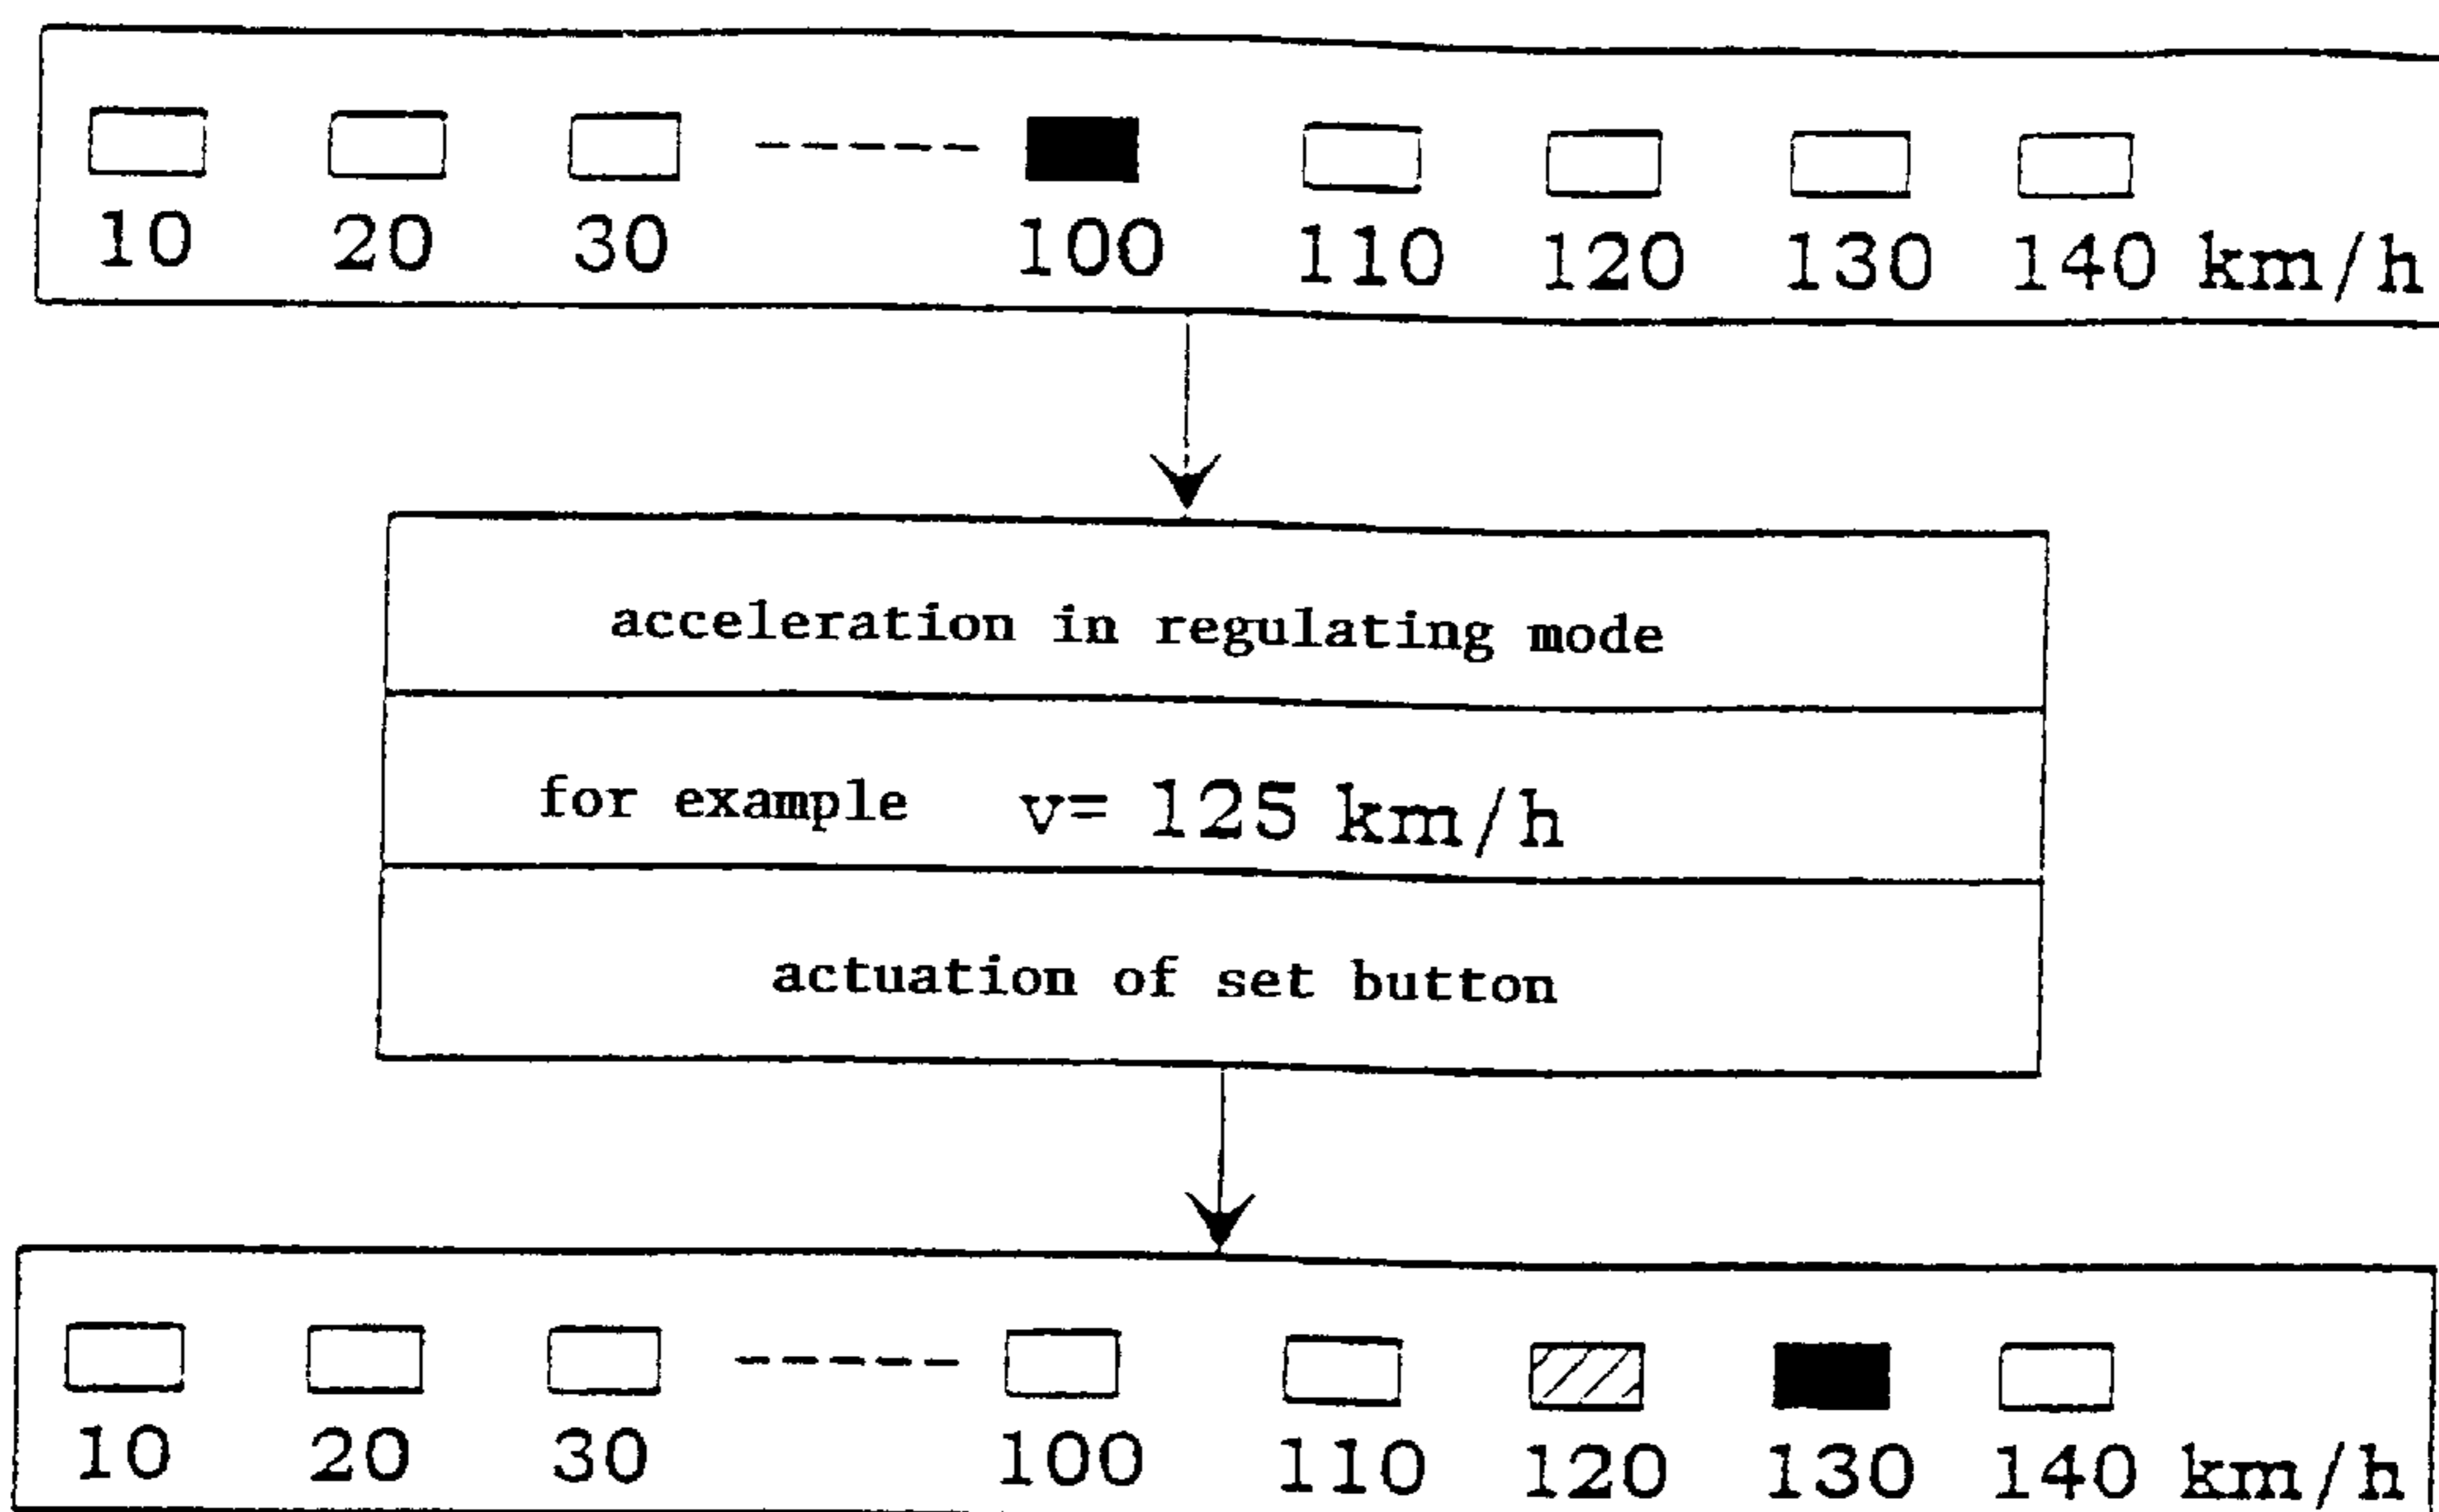 10 20 30 100 110 120 130 140 km/h
acceleration in regulating mode
for example v= 125 km/h
actuation of set button
10 20 30 100 110 120 130 140 km/h